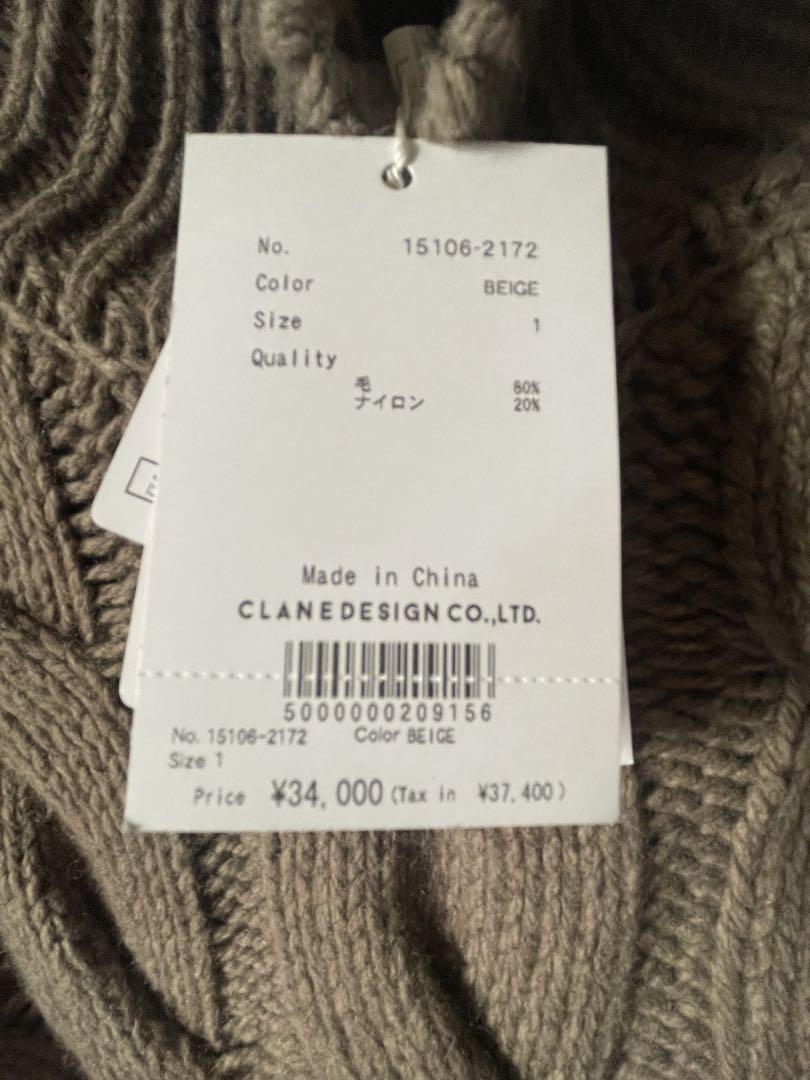 No. 15106-2172
Color BEIGE
Size 1
Quality
毛 80%
ナイロン 20%
Made in China
CLANE DESIGN CO.,LTD.
5000000209156
No. 15106-2172 Color BEIGE
Size 1
Price ¥34,000 (Tax in ¥37,400)